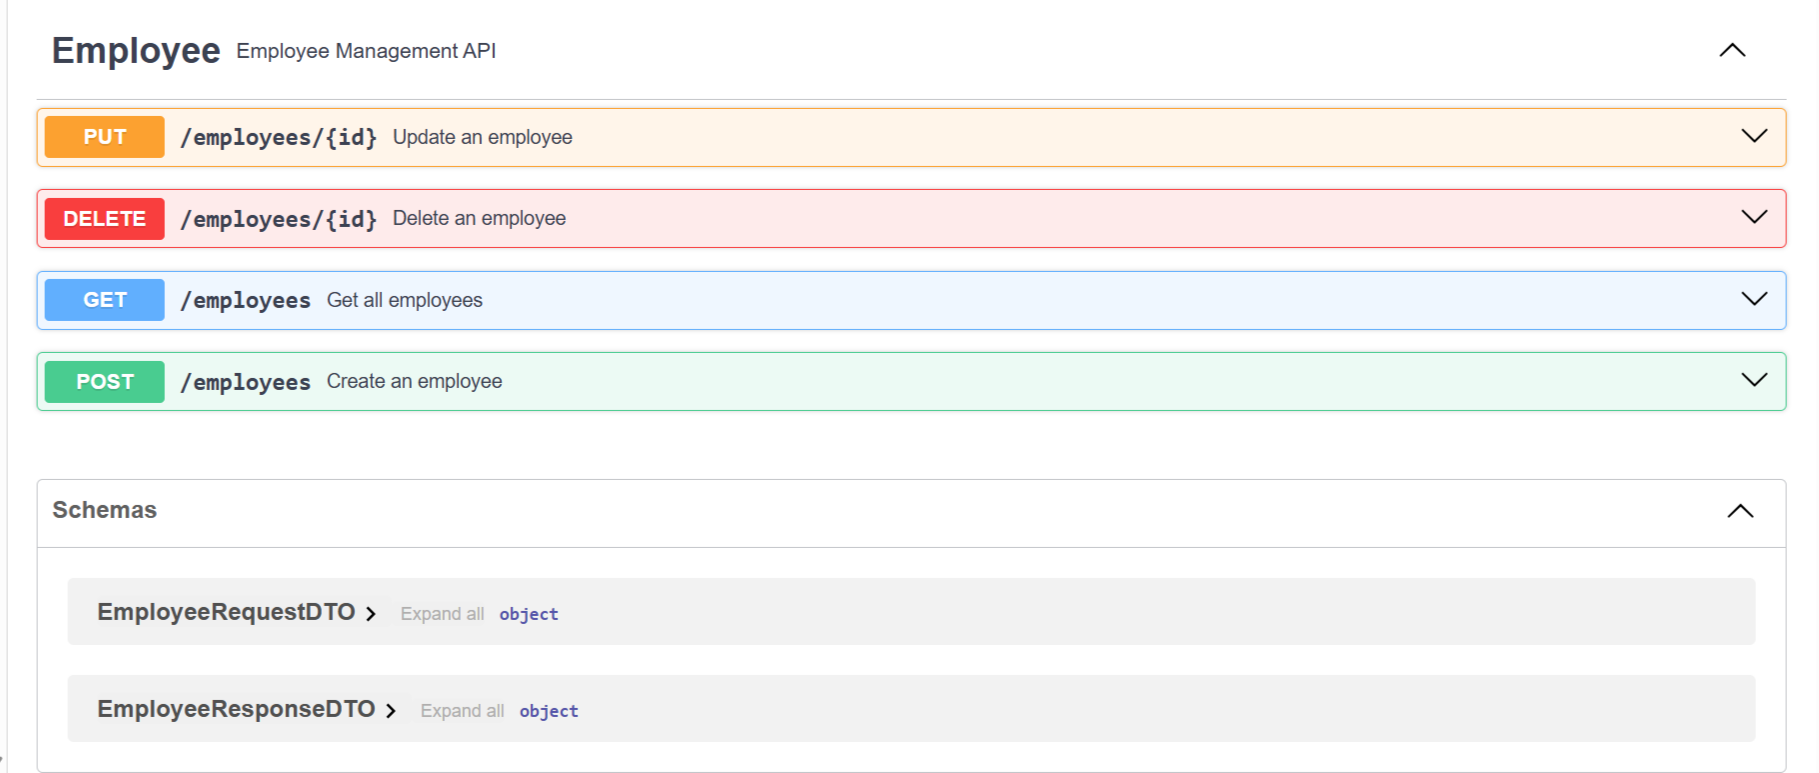 Employee Employee Management API
PUT /employees/{id} Update an employee
DELETE /employees/{id} Delete an employee
GET /employees Get all employees
POST /employees Create an employee
Schemas
EmployeeRequestDTO Expand all object
EmployeeResponseDTO Expand all object